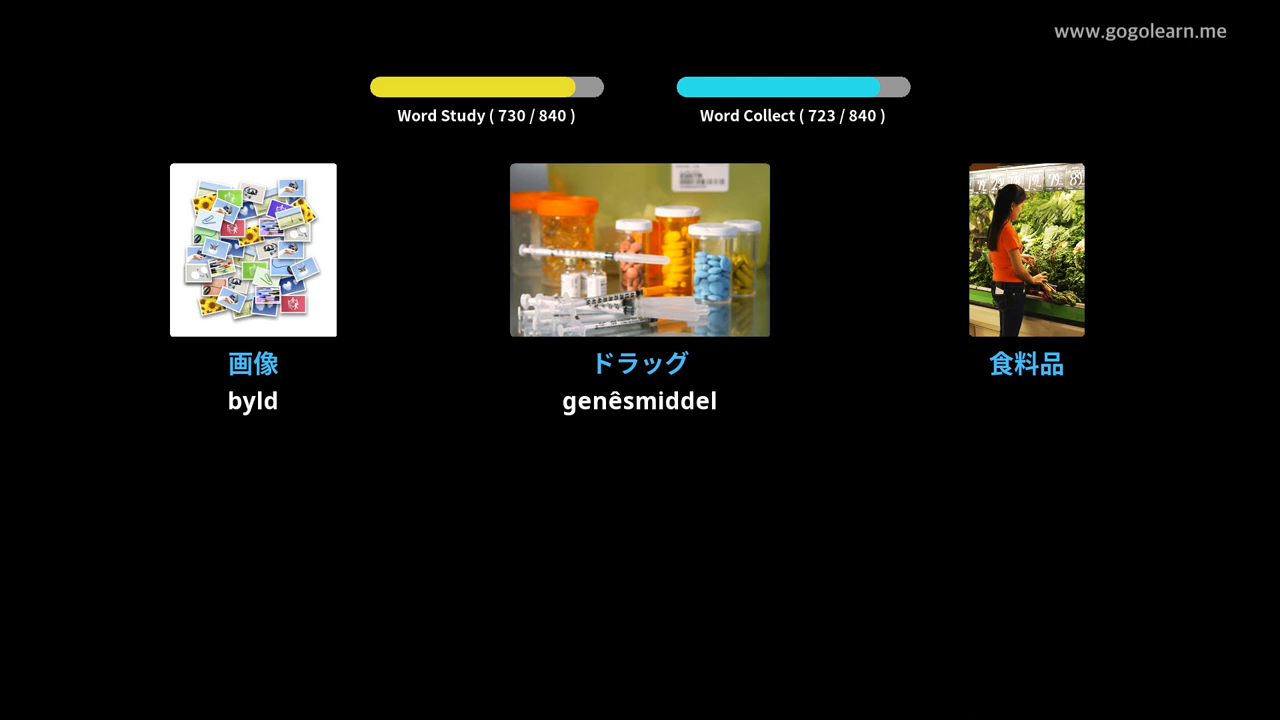 www.gogolearn.me
Word Study ( 730 / 840 )
Word Collect ( 723 / 840 )
画像
ドラッグ
食料品
byld
genêsmiddel